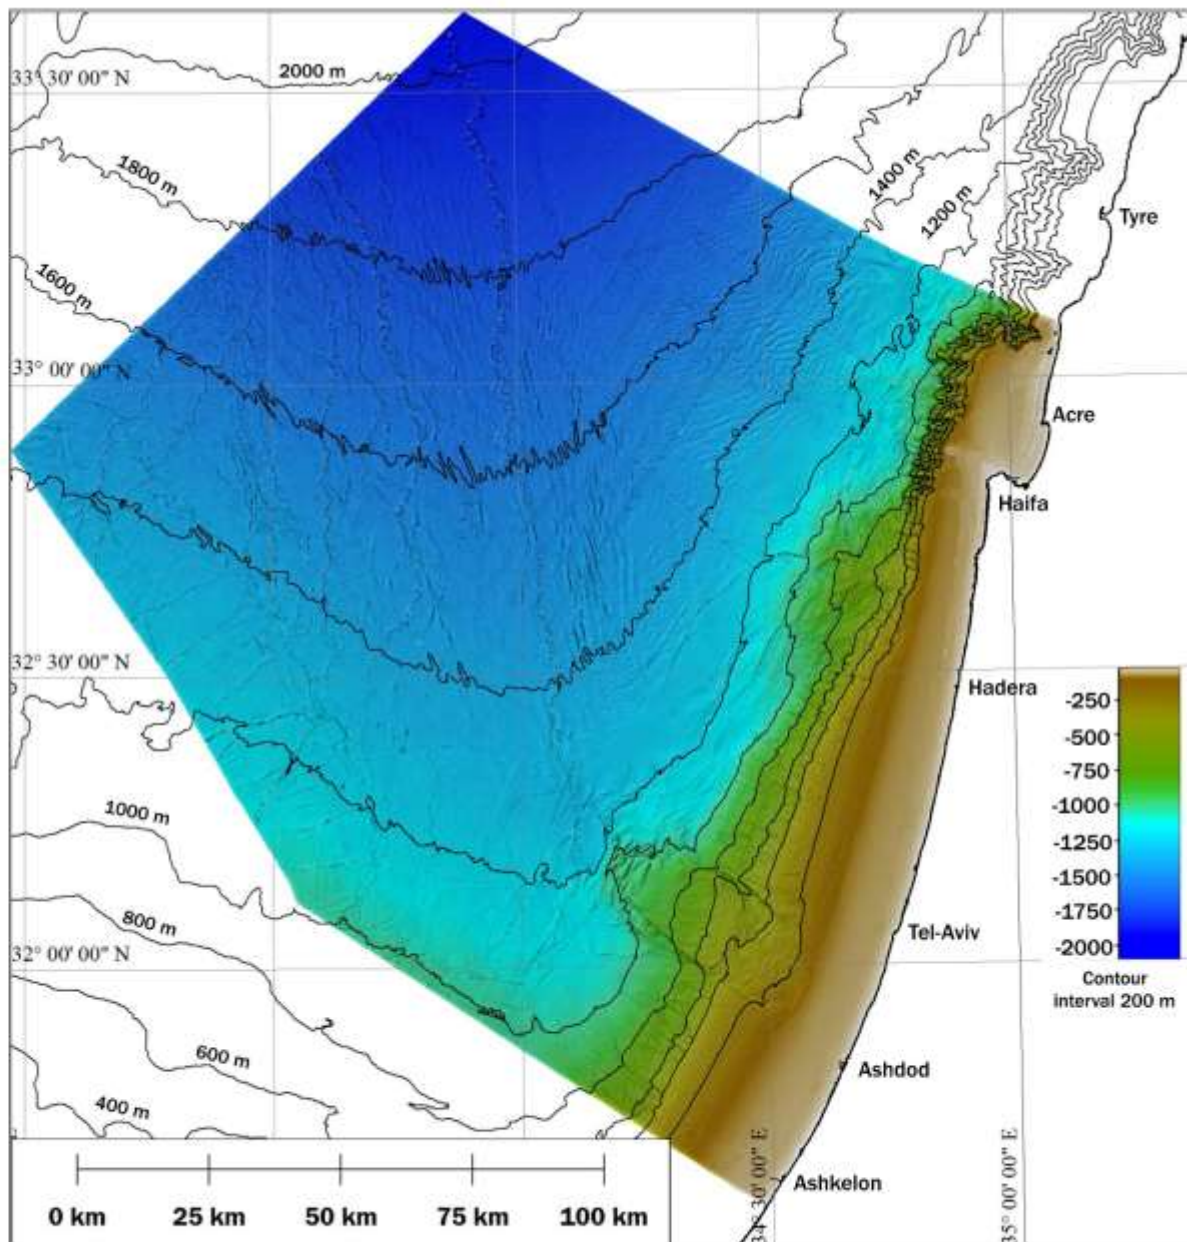 2000 m
33° 30' 00" N
1800 m
1400 m
1200 m
Tyre
1600 m
33° 00' 00" N
Acre
Haifa
32° 30' 00" N
Hadera
-250
-500
-750
-1000
-1250
-1500
-1750
-2000
Contour
interval 200 m
1000 m
800 m
Tel-Aviv
32° 00' 00" N
600 m
Ashdod
400 m
34° 30' 00" E
35° 00' 00" E
Ashkelon
0 km 25 km 50 km 75 km 100 km